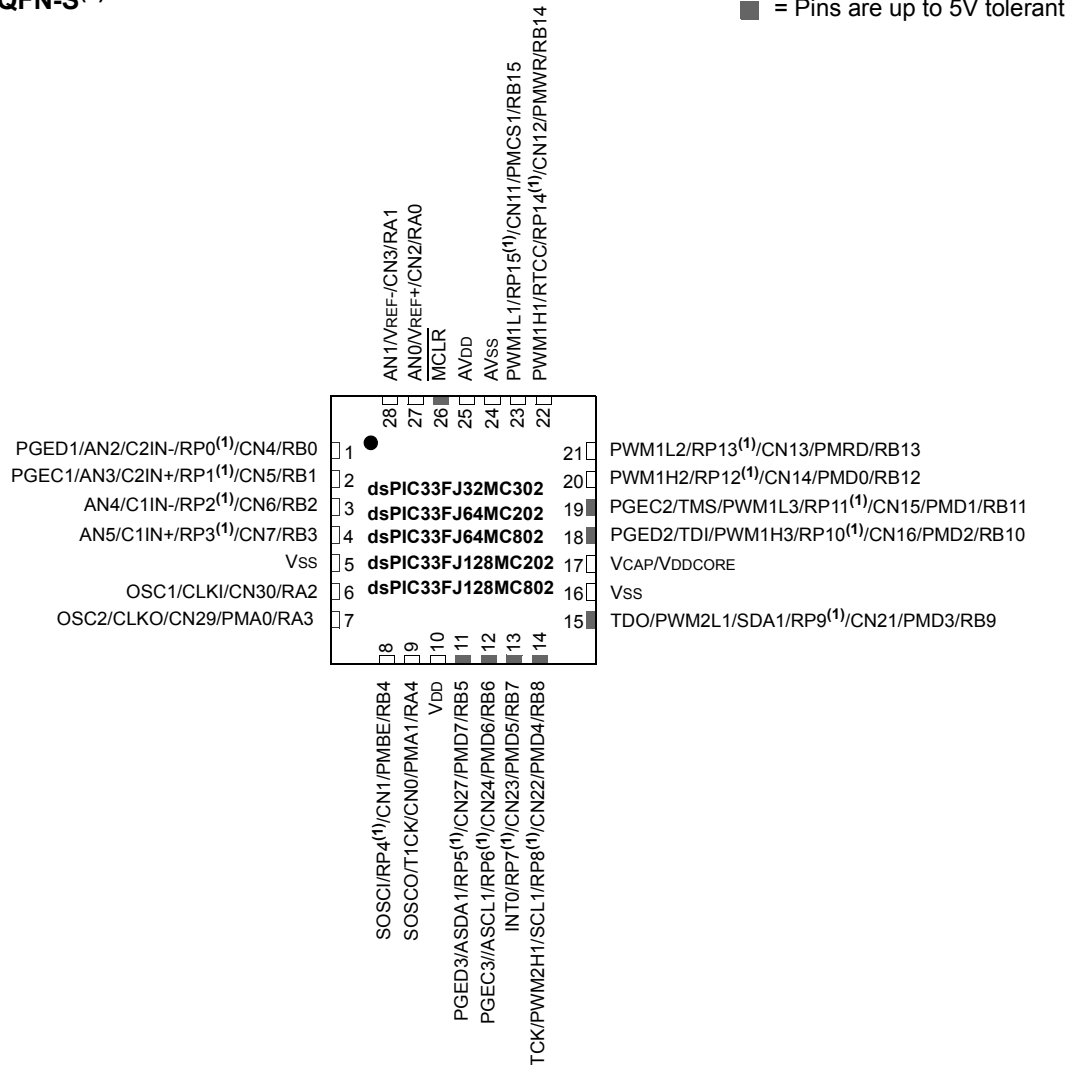 QFN-S
= Pins are up to 5V tolerant
AN1/VREF-/CN3/RA1
AN0/VREF+/CN2/RA0
MCLR
AVDD
AVSS
PWM1L1/RP15(1)/CN11/PMCS1/RB15
PWM1H1/RTCC/RP14(1)/CN12/PMWR/RB14
28
27
26
25
24
23
22
PGED1/AN2/C2IN-/RP0(1)/CN4/RB0
PGEC1/AN3/C2IN+/RP1(1)/CN5/RB1
AN4/C1IN-/RP2(1)/CN6/RB2
AN5/C1IN+/RP3(1)/CN7/RB3
VSS
OSC1/CLKI/CN30/RA2
OSC2/CLKO/CN29/PMA0/RA3
1
2
3
4
5
6
7
dsPIC33FJ32MC302
dsPIC33FJ64MC202
dsPIC33FJ64MC802
dsPIC33FJ128MC202
dsPIC33FJ128MC802
21
20
19
18
17
16
15
PWM1L2/RP13(1)/CN13/PMRD/RB13
PWM1H2/RP12(1)/CN14/PMD0/RB12
PGEC2/TMS/PWM1L3/RP11(1)/CN15/PMD1/RB11
PGED2/TDI/PWM1H3/RP10(1)/CN16/PMD2/RB10
VCAP/VDDCORE
VSS
TDO/PWM2L1/SDA1/RP9(1)/CN21/PMD3/RB9
8
9
10
11
12
13
14
SOSCI/RP4(1)/CN1/PMBE/RB4
SOSCO/T1CK/CN0/PMA1/RA4
VDD
PGED3/ASDA1/RP5(1)/CN27/PMD7/RB5
PGEC3//ASCL1/RP6(1)/CN24/PMD6/RB6
INT0/RP7(1)/CN23/PMD5/RB7
TCK/PWM2H1/SCL1/RP8(1)/CN22/PMD4/RB8